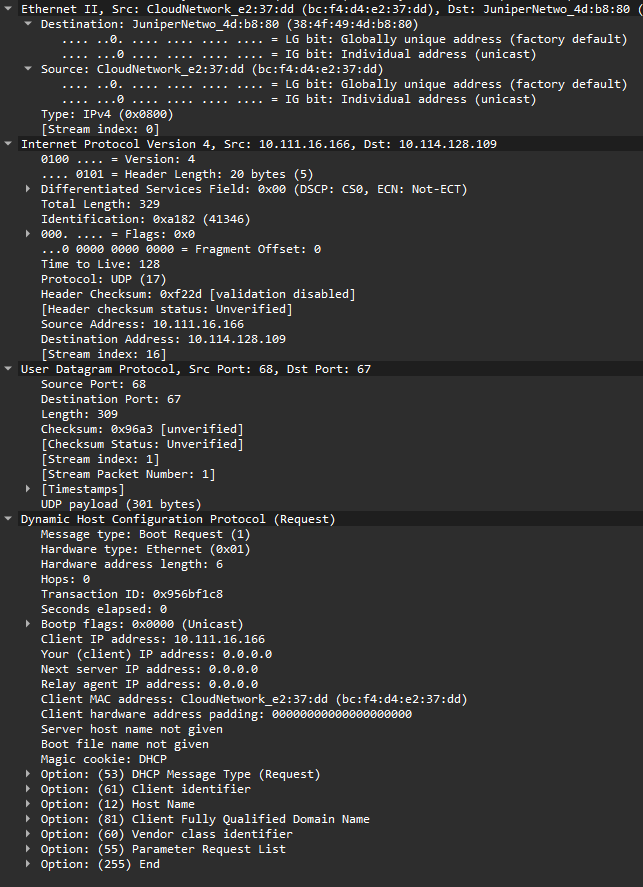 Ethernet II, Src: CloudNetwork_e2:37:dd (bc:f4:d4:e2:37:dd), Dst: JuniperNetwo_4d:b8:80 (
Destination: JuniperNetwo_4d:b8:80 (38:4f:49:4d:b8:80)
.... ..0. .... .... .... .... = LG bit: Globally unique address (factory default)
.... ...0 .... .... .... .... = IG bit: Individual address (unicast)
Source: CloudNetwork_e2:37:dd (bc:f4:d4:e2:37:dd)
.... ..0. .... .... .... .... = LG bit: Globally unique address (factory default)
.... ...0 .... .... .... .... = IG bit: Individual address (unicast)
Type: IPv4 (0x0800)
[Stream index: 0]
Internet Protocol Version 4, Src: 10.111.16.166, Dst: 10.114.128.109
0100 .... = Version: 4
.... 0101 = Header Length: 20 bytes (5)
Differentiated Services Field: 0x00 (DSCP: CS0, ECN: Not-ECT)
Total Length: 329
Identification: 0xa182 (41346)
000. .... = Flags: 0x0
...0 0000 0000 0000 = Fragment Offset: 0
Time to Live: 128
Protocol: UDP (17)
Header Checksum: 0xf22d [validation disabled]
[Header checksum status: Unverified]
Source Address: 10.111.16.166
Destination Address: 10.114.128.109
[Stream index: 16]
User Datagram Protocol, Src Port: 68, Dst Port: 67
Source Port: 68
Destination Port: 67
Length: 309
Checksum: 0x96a3 [unverified]
[Checksum Status: Unverified]
[Stream index: 1]
[Stream Packet Number: 1]
[Timestamps]
UDP payload (301 bytes)
Dynamic Host Configuration Protocol (Request)
Message type: Boot Request (1)
Hardware type: Ethernet (0x01)
Hardware address length: 6
Hops: 0
Transaction ID: 0x956bf1c8
Seconds elapsed: 0
Bootp flags: 0x0000 (Unicast)
Client IP address: 10.111.16.166
Your (client) IP address: 0.0.0.0
Next server IP address: 0.0.0.0
Relay agent IP address: 0.0.0.0
Client MAC address: CloudNetwork_e2:37:dd (bc:f4:d4:e2:37:dd)
Client hardware address padding: 00000000000000000000
Server host name not given
Boot file name not given
Magic cookie: DHCP
Option: (53) DHCP Message Type (Request)
Option: (61) Client identifier
Option: (12) Host Name
Option: (81) Client Fully Qualified Domain Name
Option: (60) Vendor class identifier
Option: (55) Parameter Request List
Option: (255) End